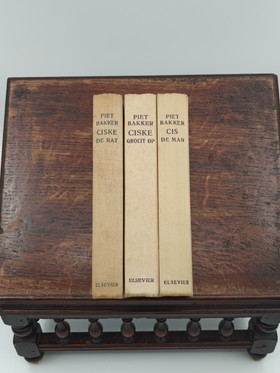 PIET
BAKKER
CISKE
DE RAT
ELSEVIER
PIET
BAKKER
CISKE
GROEIT OP
ELSEVIER
PIET
BAKKER
CIS
DE MAN
ELSEVIER